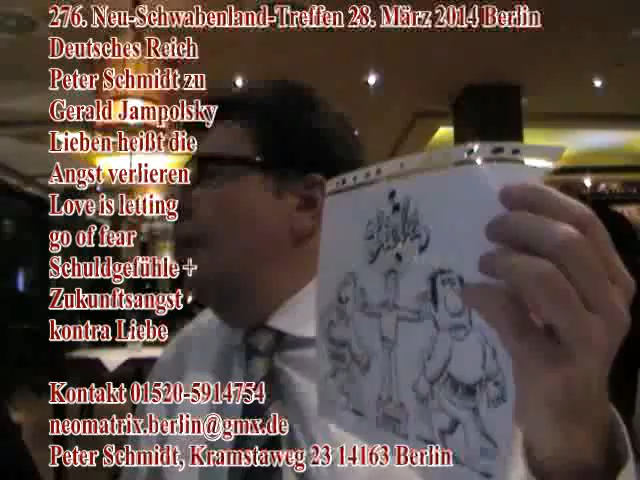 276. Neu-Schwabenland-Treffen 28. März 2014 Berlin
Deutsches Reich
Peter Schmidt zu
Gerald Jampolsky
Lieben heißt die
Angst verlieren
Love is letting
go of fear
Schuldgefühle +
Zukunftsangst
kontra Liebe
Kontakt 01520-5914754
neomatrix.berlin@gmx.de
Peter Schmidt, Kramstaweg 23 14163 Berlin